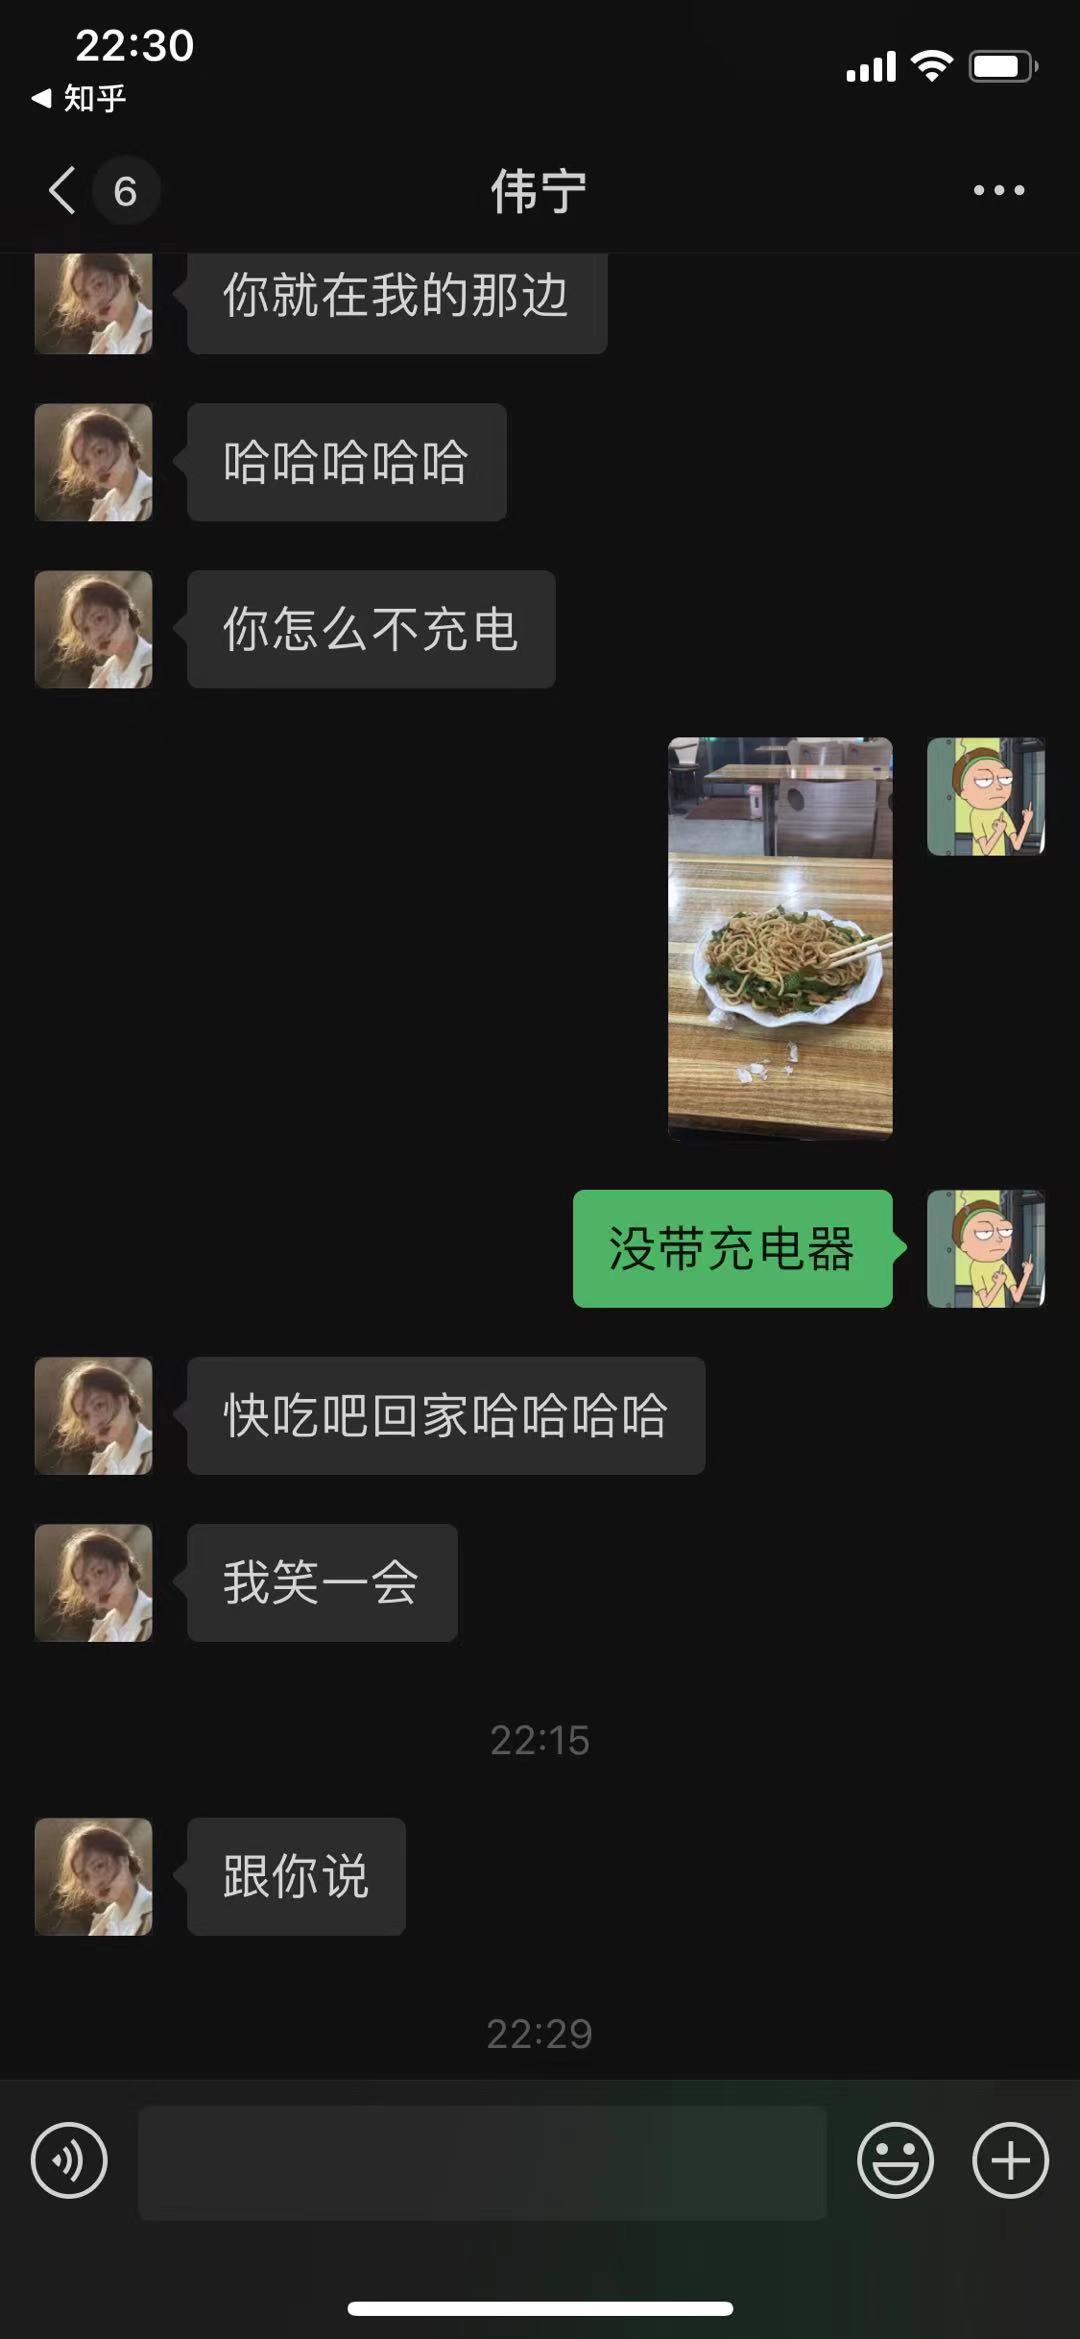 22:30
知乎
6
伟宁
你就在我的那边
哈哈哈哈哈
你怎么不充电
没带充电器
快吃吧回家哈哈哈哈
我笑一会
22:15
跟你说
22:29